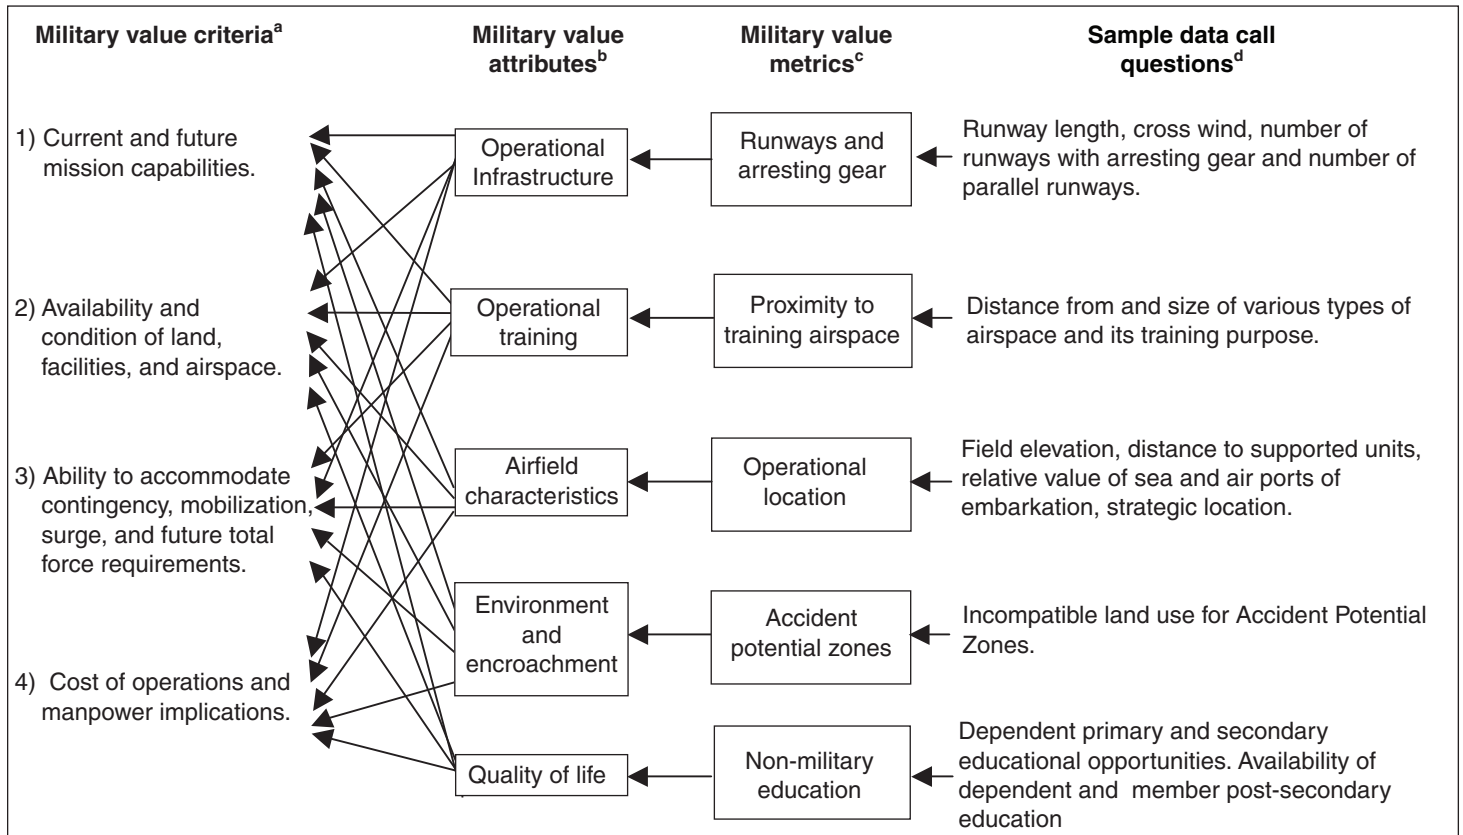 Military value criteriaᵃ
Military value
attributesᵇ
Military value
metricsᶜ
Sample data call
questionsᵈ
1) Current and future
mission capabilities.
Operational
Infrastructure
Runways and
arresting gear
Runway length, cross wind, number of
runways with arresting gear and number of
parallel runways.
2) Availability and
condition of land,
facilities, and airspace.
Operational
training
Proximity to
training airspace
Distance from and size of various types of
airspace and its training purpose.
3) Ability to accommodate
contingency, mobilization,
surge, and future total
force requirements.
Airfield
characteristics
Operational
location
Field elevation, distance to supported units,
relative value of sea and air ports of
embarkation, strategic location.
4) Cost of operations and
manpower implications.
Environment
and
encroachment
Accident
potential zones
Incompatible land use for Accident Potential
Zones.
Quality of life
Non-military
education
Dependent primary and secondary
educational opportunities. Availability of
dependent and member post-secondary
education